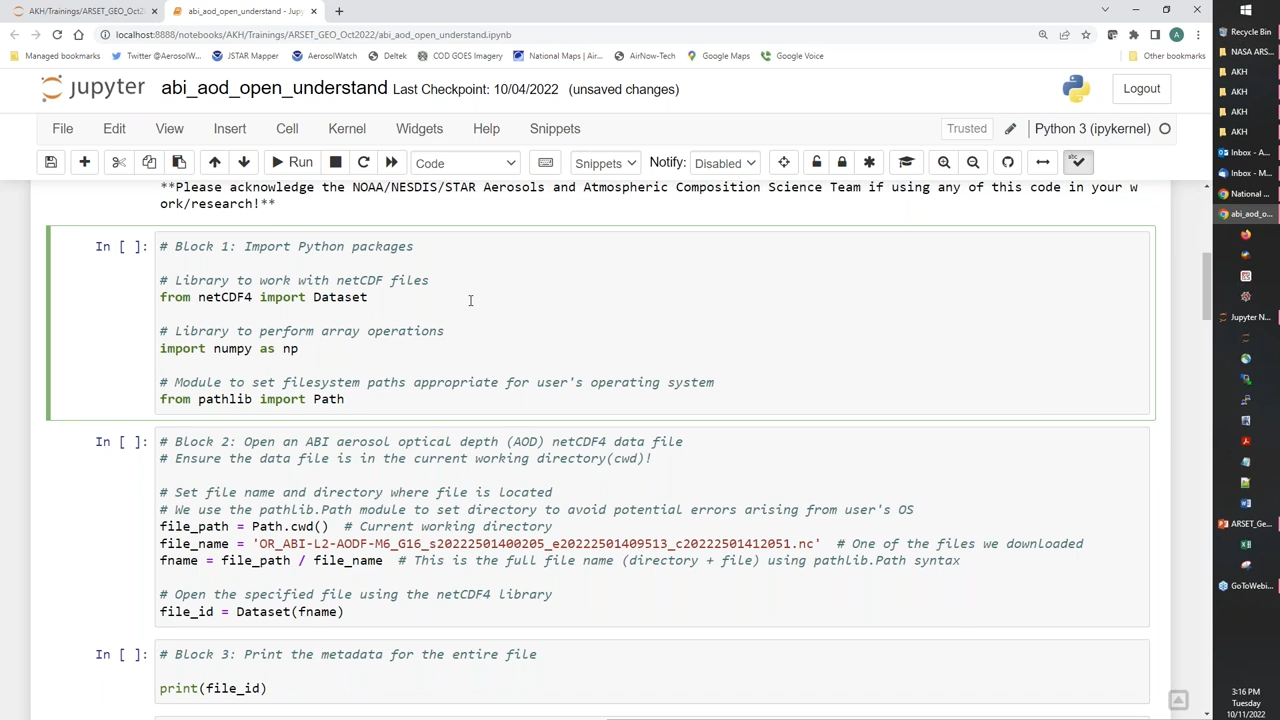 AKH/Trainings/ARSET_GEO_Oct2022/
abi_aod_open_understand - Jup
localhost:8888/notebooks/AKH/Trainings/ARSET_GEO_Oct2022/abi_aod_open_understand.ipynb
Managed bookmarks
Twitter @AerosolW...
JSTAR Mapper
AerosolWatch
Deltek
COD GOES Imagery
National Maps | Air...
AirNow-Tech
Google Maps
Google Voice
Other bookmarks
jupyter abi_aod_open_understand Last Checkpoint: 10/04/2022 (unsaved changes)
Logout
File Edit View Insert Cell Kernel Widgets Help Snippets
Trusted
Python 3 (ipykernel)
Run
Code
Snippets
Notify: Disabled
**Please acknowledge the NOAA/NESDIS/STAR Aerosols and Atmospheric Composition Science Team if using any of this code in your w
ork/research!**
In [ ]: # Block 1: Import Python packages
# Library to work with netCDF files
from netCDF4 import Dataset
# Library to perform array operations
import numpy as np
# Module to set filesystem paths appropriate for user's operating system
from pathlib import Path
In [ ]: # Block 2: Open an ABI aerosol optical depth (AOD) netCDF4 data file
# Ensure the data file is in the current working directory(cwd)!
# Set file name and directory where file is located
# We use the pathlib.Path module to set directory to avoid potential errors arising from user's OS
file_path = Path.cwd()  # Current working directory
file_name = 'OR_ABI-L2-AODF-M6_G16_s20222501400205_e20222501409513_c20222501412051.nc'  # One of the files we downloaded
fname = file_path / file_name  # This is the full file name (directory + file) using pathlib.Path syntax
# Open the specified file using the netCDF4 library
file_id = Dataset(fname)
In [ ]: # Block 3: Print the metadata for the entire file
print(file_id)
Recycle Bin
NASA ARS...
AKH
AKH
AKH
AKH
Inbox - A...
Inbox - M...
National ...
abi_aod_o...
Jupyter N...
ARSET_Ge...
GoToWebi...
3:16 PM
Tuesday
10/11/2022